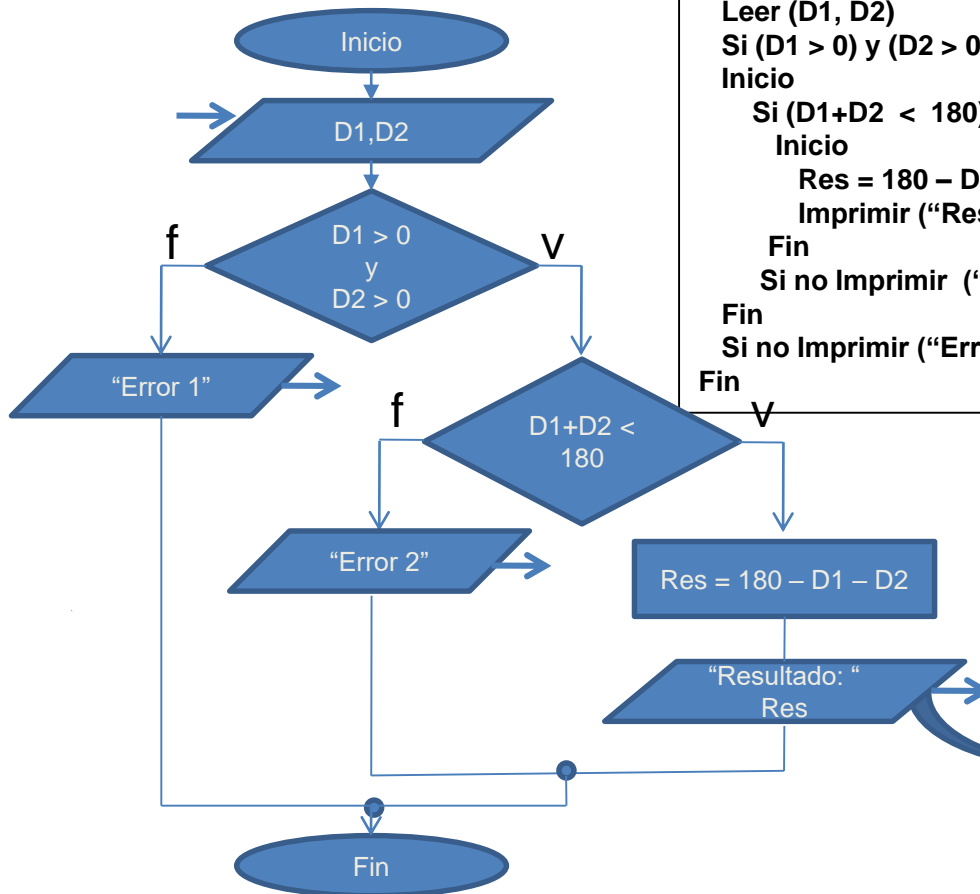 Inicio
D1,D2
D1 > 0
y
D2 > 0
f
v
"Error 1"
D1+D2 <
180
f
v
"Error 2"
Res = 180 – D1 – D2
"Resultado: "
Res
Fin
Leer (D1, D2)
Si (D1 > 0) y (D2 > 0
Inicio
Si (D1+D2 < 180)
Inicio
Res = 180 –
Imprimir ("
Fin
Si no Imprimir ("
Fin
Si no Imprimir ("
Fin